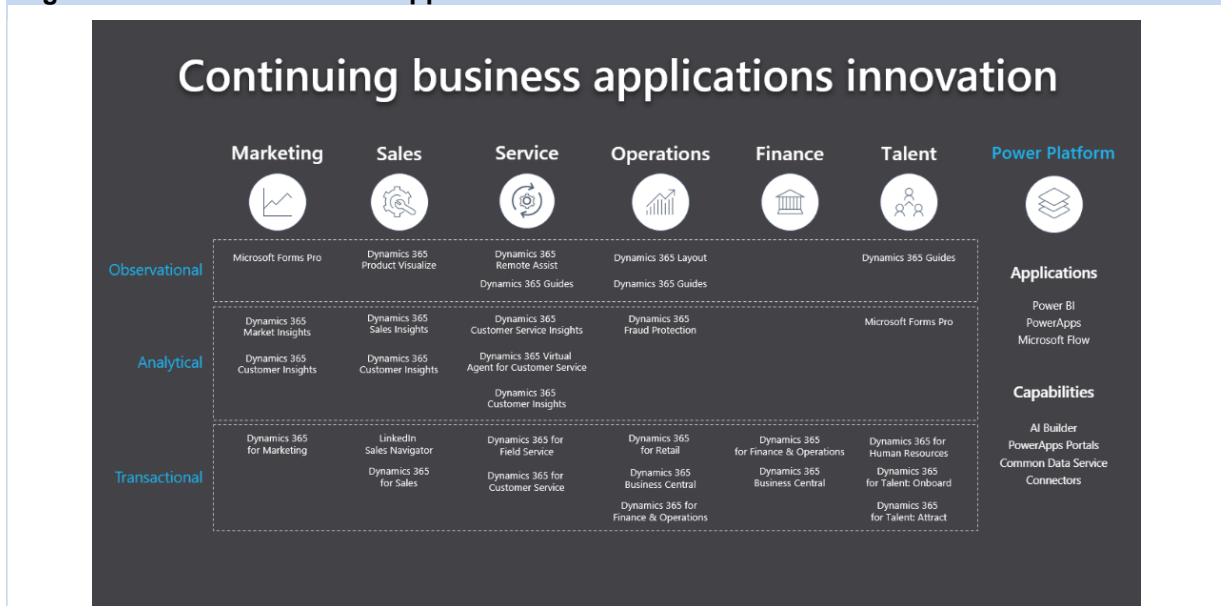 Continuing business applications innovation
Marketing
Sales
Service
Operations
Finance
Talent
Power Platform
Observational
Microsoft Forms Pro
Dynamics 365
Product Visualize
Dynamics 365
Remote Assist
Dynamics 365 Guides
Dynamics 365 Layout
Dynamics 365 Guides
Dynamics 365 Guides
Analytical
Dynamics 365
Market Insights
Dynamics 365
Customer Insights
Dynamics 365
Sales Insights
Dynamics 365
Customer Insights
Dynamics 365
Customer Service Insights
Dynamics 365 Virtual
Agent for Customer Service
Dynamics 365
Customer Insights
Dynamics 365
Fraud Protection
Microsoft Forms Pro
Transactional
Dynamics 365
for Marketing
LinkedIn
Sales Navigator
Dynamics 365
for Sales
Dynamics 365 for
Field Service
Dynamics 365 for
Customer Service
Dynamics 365
for Retail
Dynamics 365
Business Central
Dynamics 365 for
Finance & Operations
Dynamics 365
for Finance & Operations
Dynamics 365
Business Central
Dynamics 365 for
Human Resources
Dynamics 365
for Talent: Onboard
Dynamics 365
for Talent: Attract
Applications
Power BI
PowerApps
Microsoft Flow
Capabilities
AI Builder
PowerApps Portals
Common Data Service
Connectors